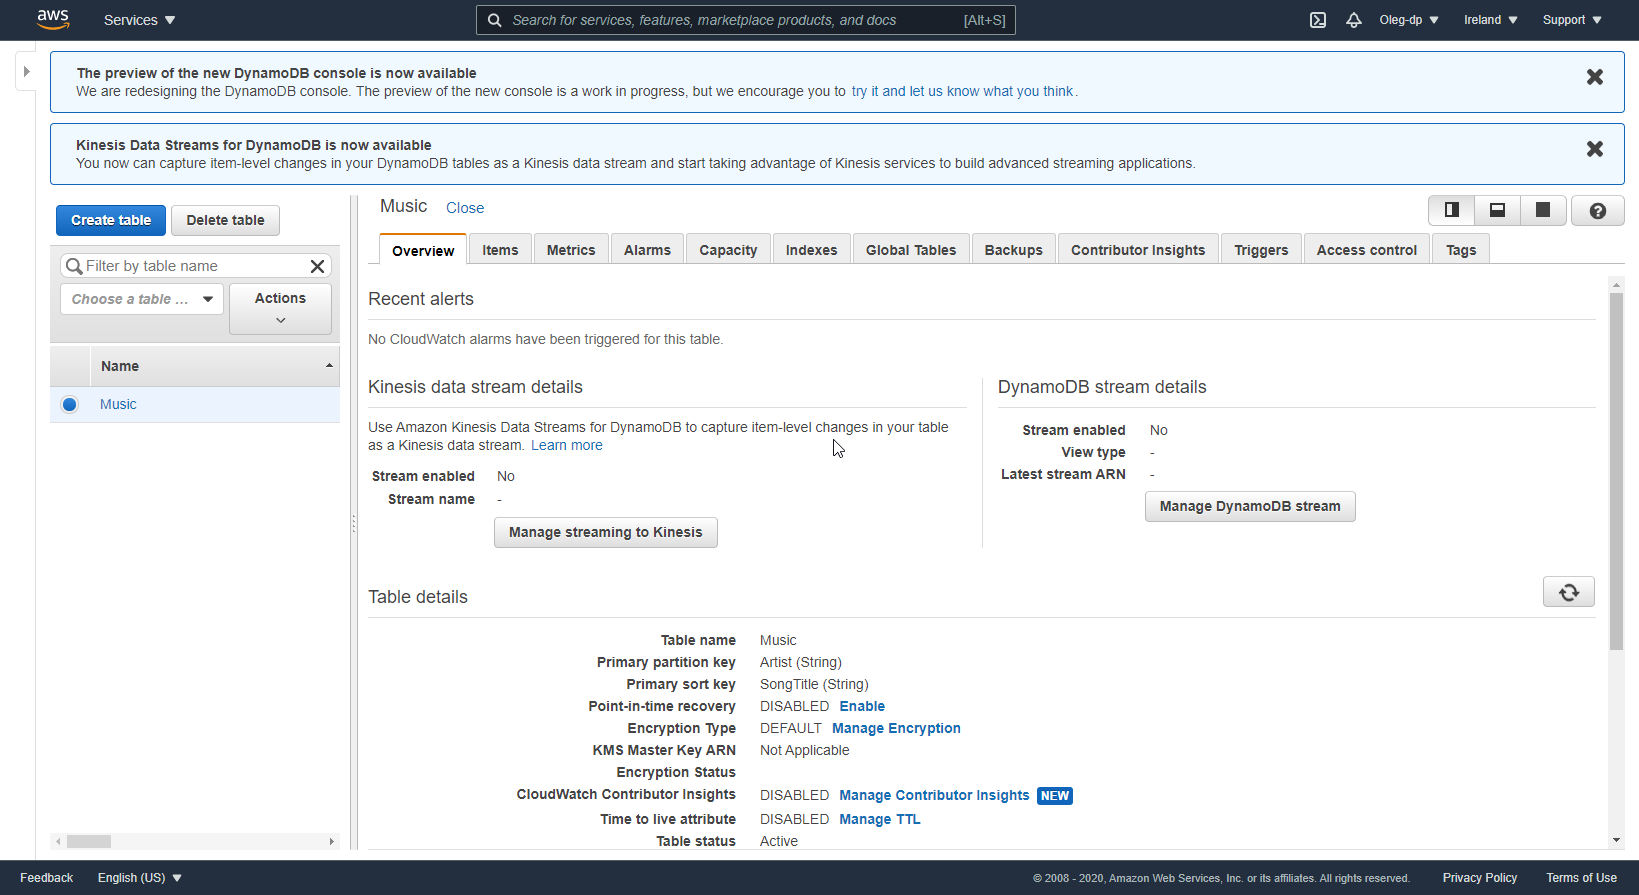 aws Services Search for services, features, marketplace products, and docs [Alt+S] Oleg-dp Ireland Support
The preview of the new DynamoDB console is now available
We are redesigning the DynamoDB console. The preview of the new console is a work in progress, but we encourage you to try it and let us know what you think.
Kinesis Data Streams for DynamoDB is now available
You now can capture item-level changes in your DynamoDB tables as a Kinesis data stream and start taking advantage of Kinesis services to build advanced streaming applications.
Create table Delete table
Filter by table name
Choose a table ... Actions
Name
Music
Music Close
Overview Items Metrics Alarms Capacity Indexes Global Tables Backups Contributor Insights Triggers Access control Tags
Recent alerts
No CloudWatch alarms have been triggered for this table.
Kinesis data stream details
Use Amazon Kinesis Data Streams for DynamoDB to capture item-level changes in your table
as a Kinesis data stream. Learn more
Stream enabled No
Stream name -
Manage streaming to Kinesis
DynamoDB stream details
Stream enabled No
View type -
Latest stream ARN -
Manage DynamoDB stream
Table details
Table name Music
Primary partition key Artist (String)
Primary sort key SongTitle (String)
Point-in-time recovery DISABLED Enable
Encryption Type DEFAULT Manage Encryption
KMS Master Key ARN Not Applicable
Encryption Status
CloudWatch Contributor Insights DISABLED Manage Contributor Insights NEW
Time to live attribute DISABLED Manage TTL
Table status Active
Feedback English (US) © 2008 - 2020, Amazon Web Services, Inc. or its affiliates. All rights reserved. Privacy Policy Terms of Use